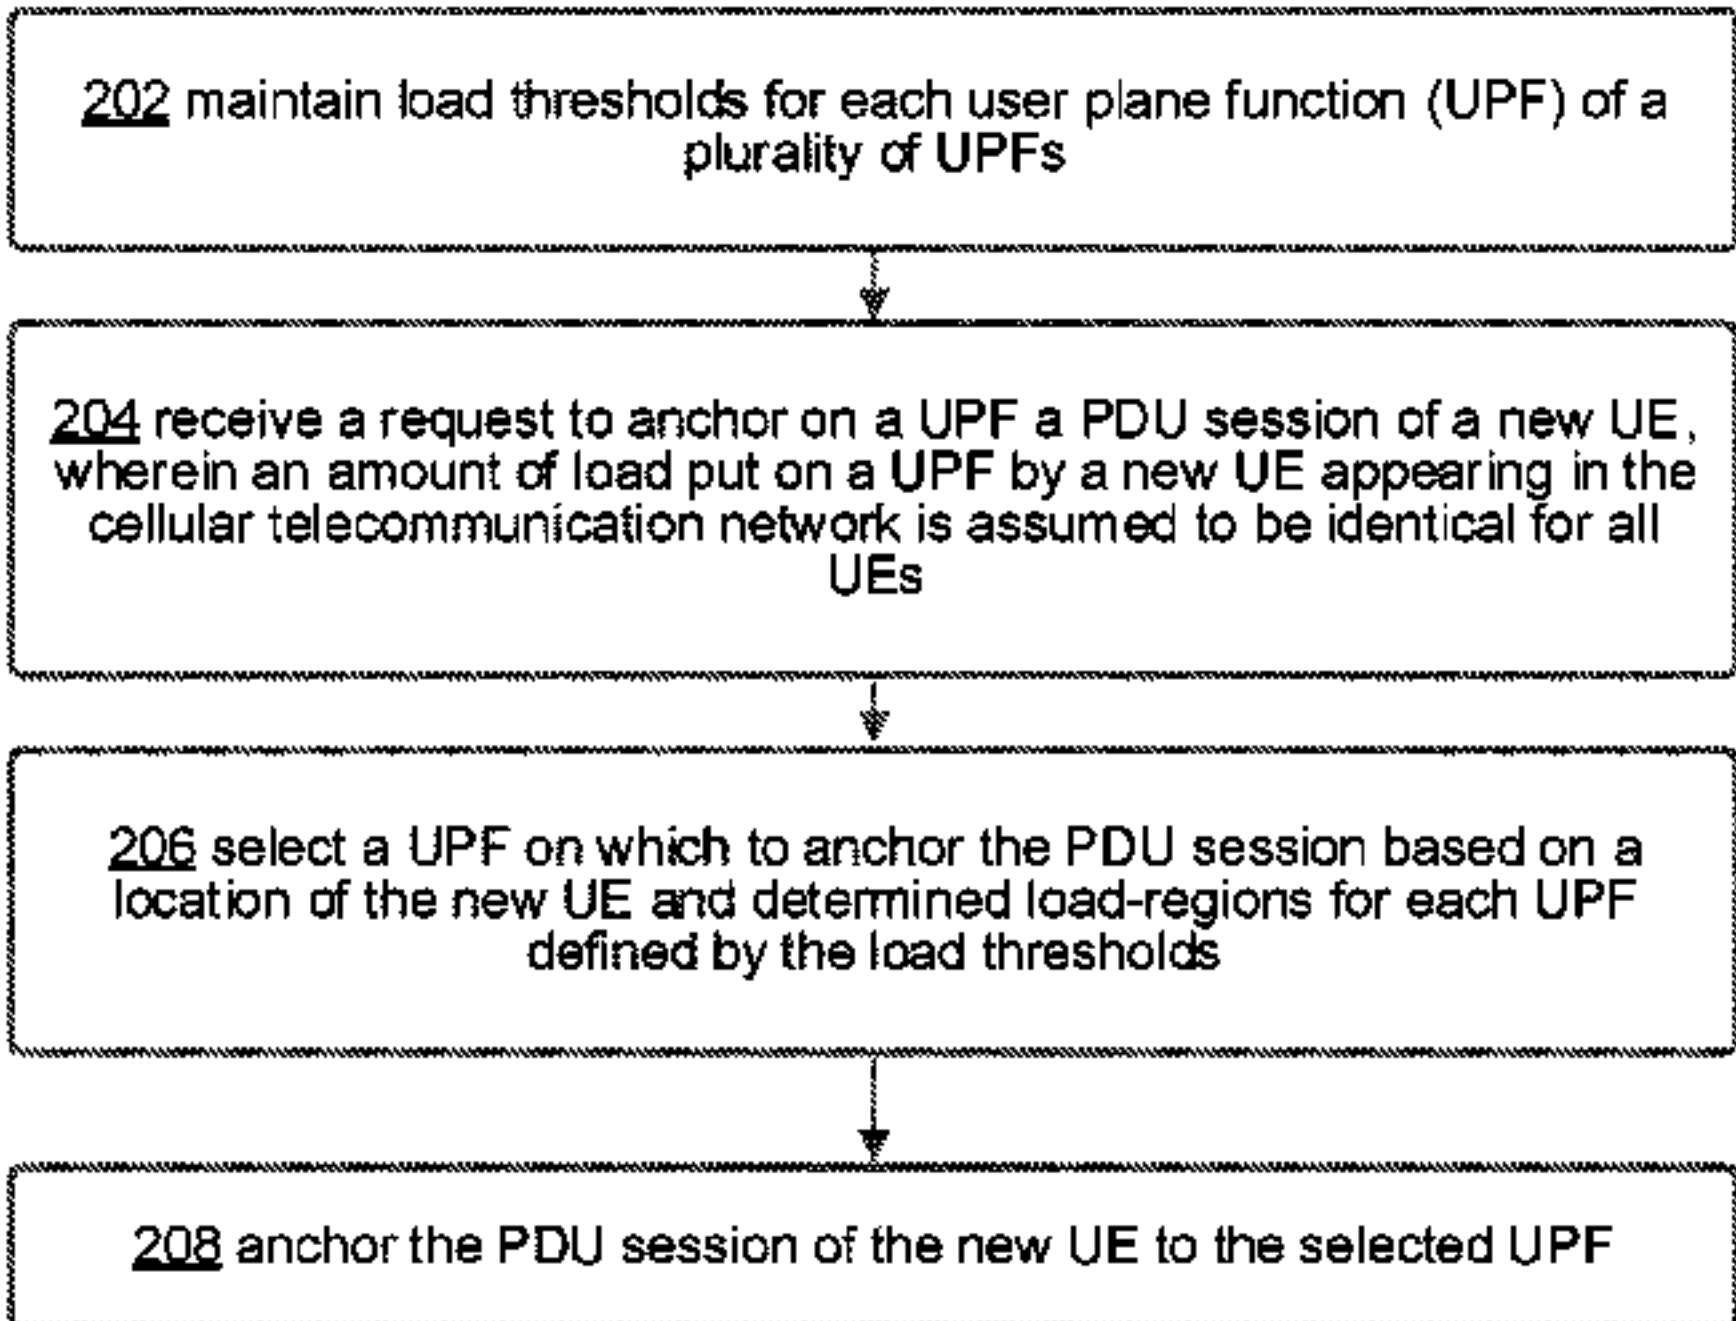 202 maintain load thresholds for each user plane function (UPF) of a
plurality of UPFs
204 receive a request to anchor on a UPF a PDU session of a new UE,
wherein an amount of load put on a UPF by a new UE appearing in the
cellular telecommunication network is assumed to be identical for all
UEs
206 select a UPF on which to anchor the PDU session based on a
location of the new UE and determined load-regions for each UPF
defined by the load thresholds
208 anchor the PDU session of the new UE to the selected UPF